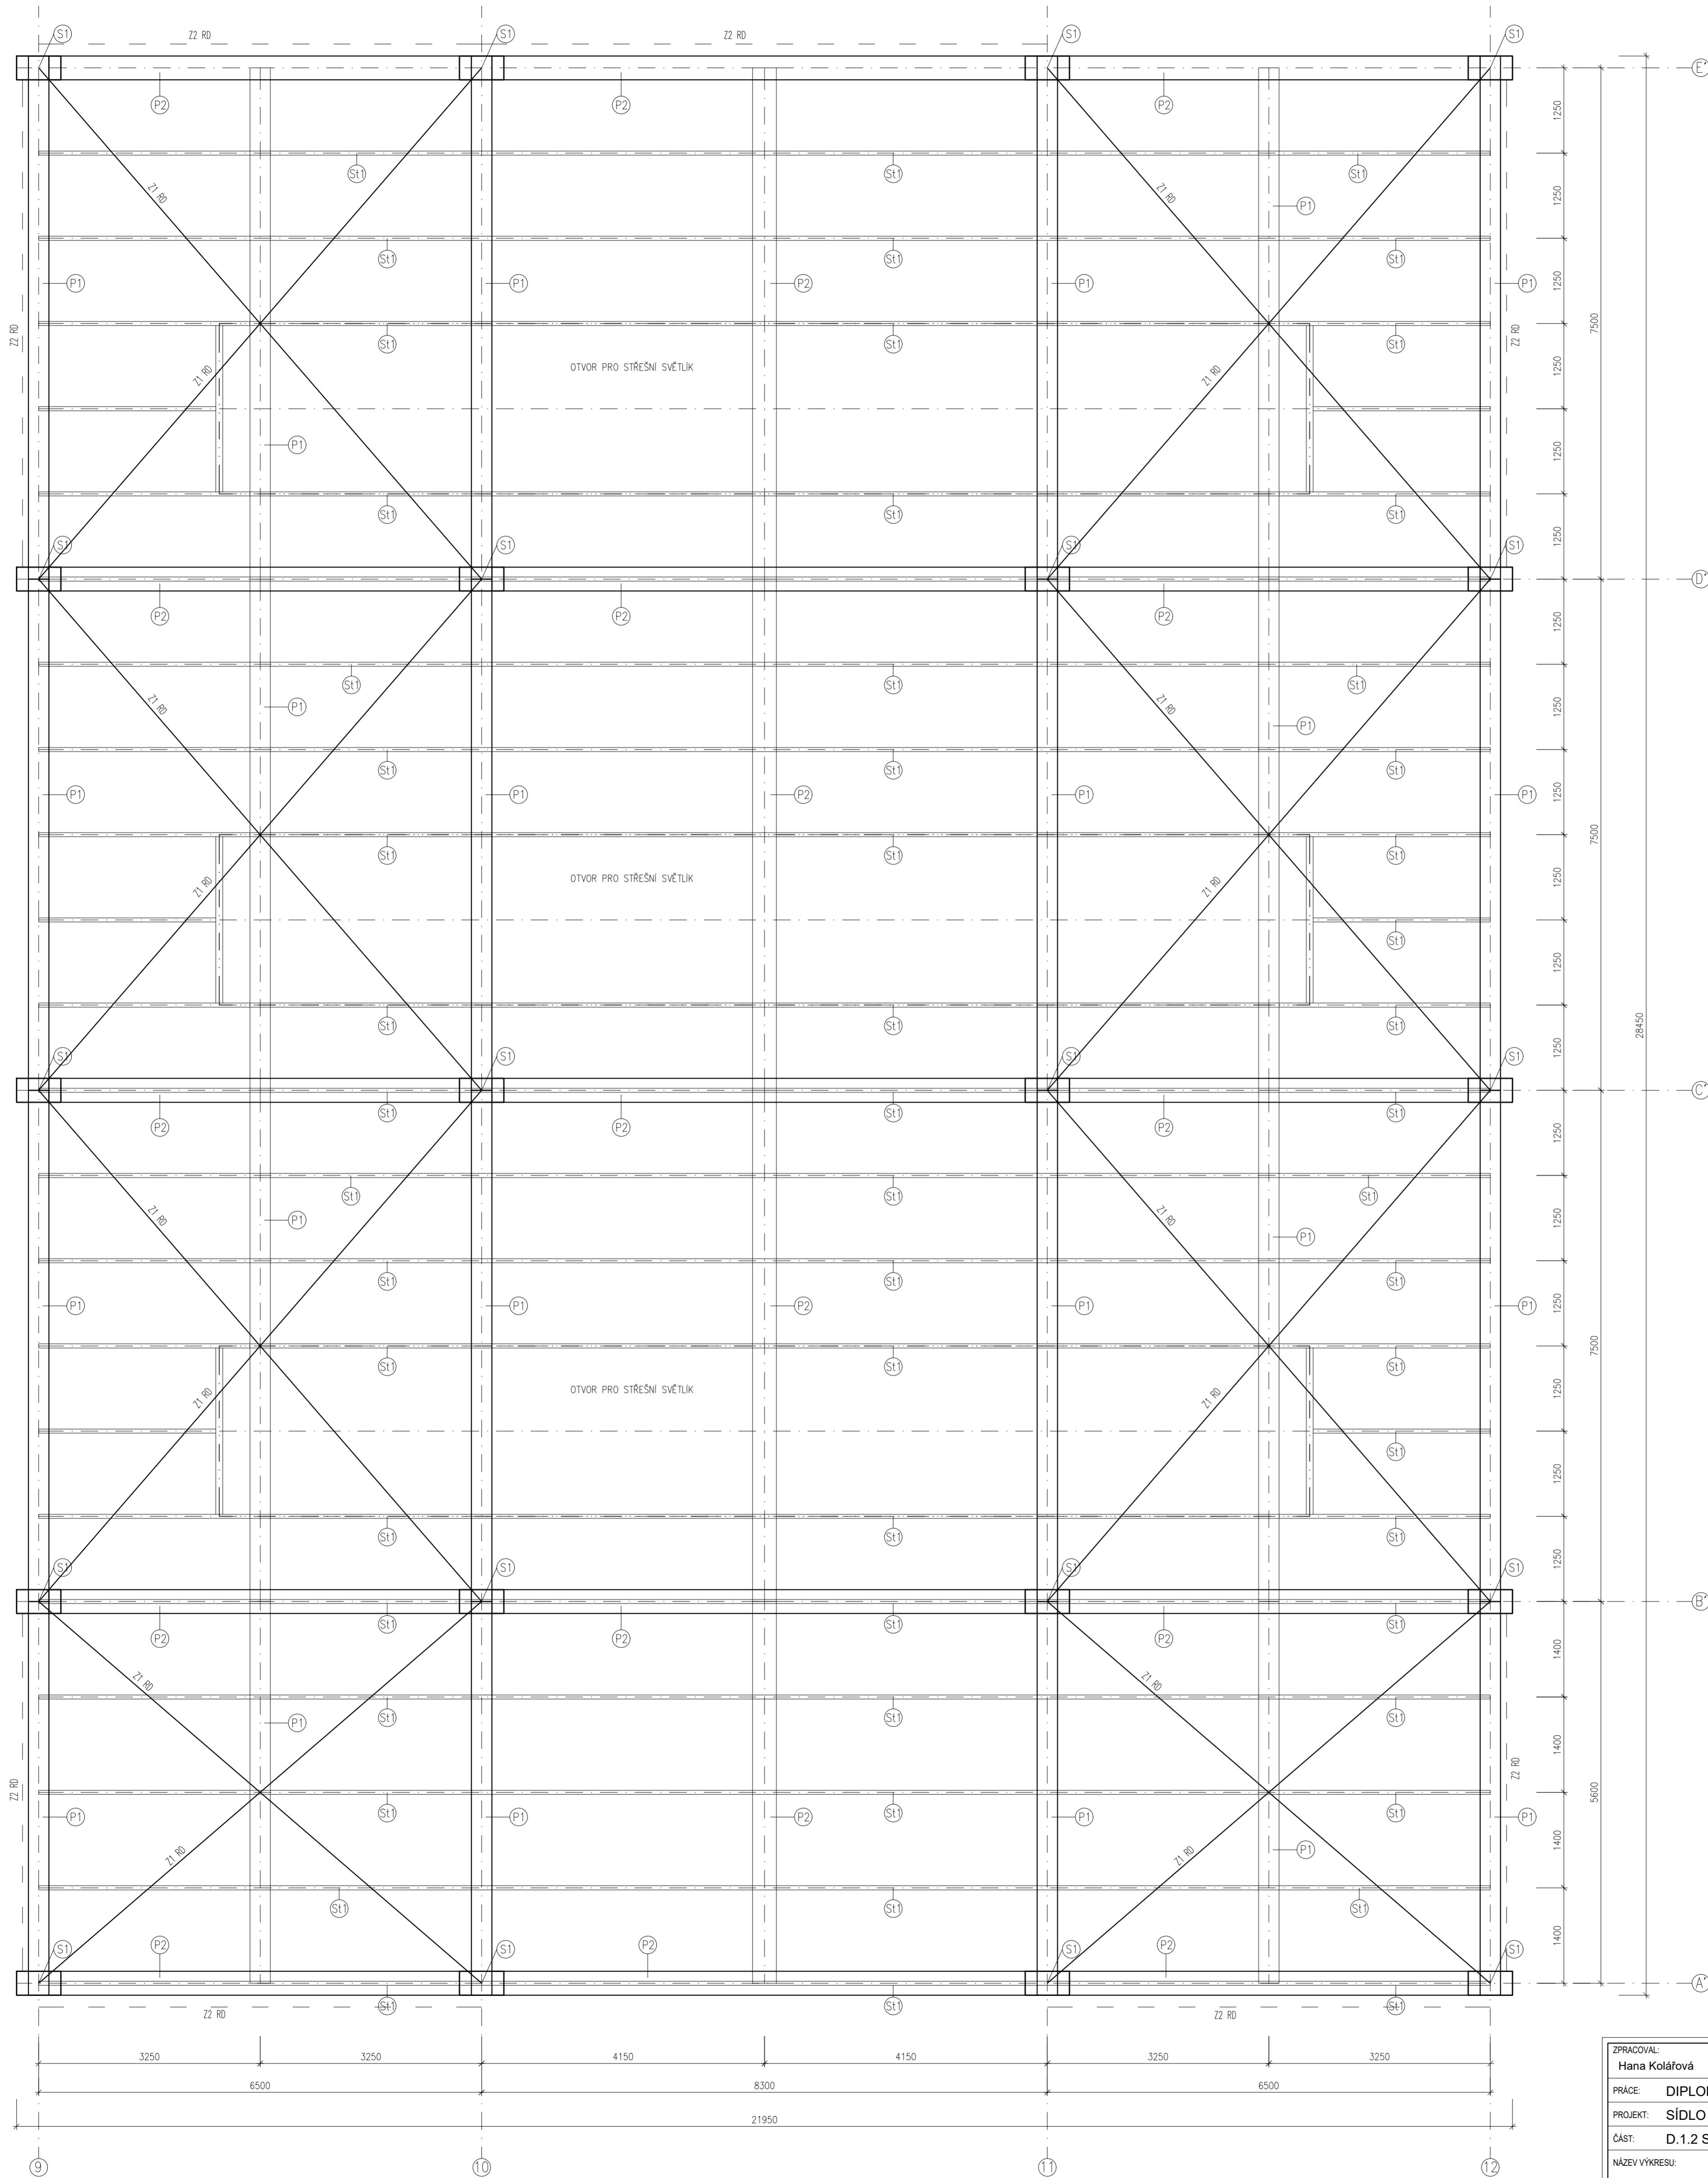 S1 S1 S1 S1
Z2 RD Z2 RD
E'
P2 P2 P2
1250
St1 St1 St1
Z1 RD Z1 RD
P1
1250
St1 St1 St1
P1 P1 P2 P1 P1
1250
7500
Z2 RD Z2 RD
St1 St1 St1
OTVOR PRO STŘEŠNÍ SVĚTLÍK
Z1 RD Z1 RD
1250
P1
1250
St1 St1 St1
S1 S1 S1 S1
1250
D'
P2 P2 P2
1250
St1 St1 St1
Z1 RD P1 Z1 RD P1
1250
St1 St1 St1
P1 P1 P2 P1 P1
1250
7500
St1 St1 St1
OTVOR PRO STŘEŠNÍ SVĚTLÍK
Z1 RD Z1 RD
1250
St1
1250
St1 St1 St1
28450
S1 S1 S1 S1
1250
C'
St1 St1 St1
P2 P2 P2
1250
St1 St1 St1
Z1 RD P1 Z1 RD P1
1250
St1 St1 St1
P1 P1 P2 P1 P1
1250
7500
St1 St1 St1
OTVOR PRO STŘEŠNÍ SVĚTLÍK
Z1 RD Z1 RD
1250
St1
1250
St1 St1 St1
S1 S1 S1 S1
1250
B'
St1 St1 St1
P2 P2 P2
1400
Z1 RD Z1 RD
St1 St1 St1
P1
1400
Z2 RD Z2 RD
5600
St1 St1 St1
P1 P1 P2 P1 P1
1400
Z1 RD Z1 RD P1
St1 St1 St1
1400
P2 P2 P2
S1 S1 S1 S1
A'
St1 St1 St1
Z2 RD Z2 RD
3250 3250 4150 4150 3250 3250
6500 8300 6500
21950
9 10 11 12
ZPRACOVAL:
Hana Kolářová
PRÁCE: DIPLO
PROJEKT: SÍDLO
ČÁST: D.1.2 S
NÁZEV VÝKRESU: